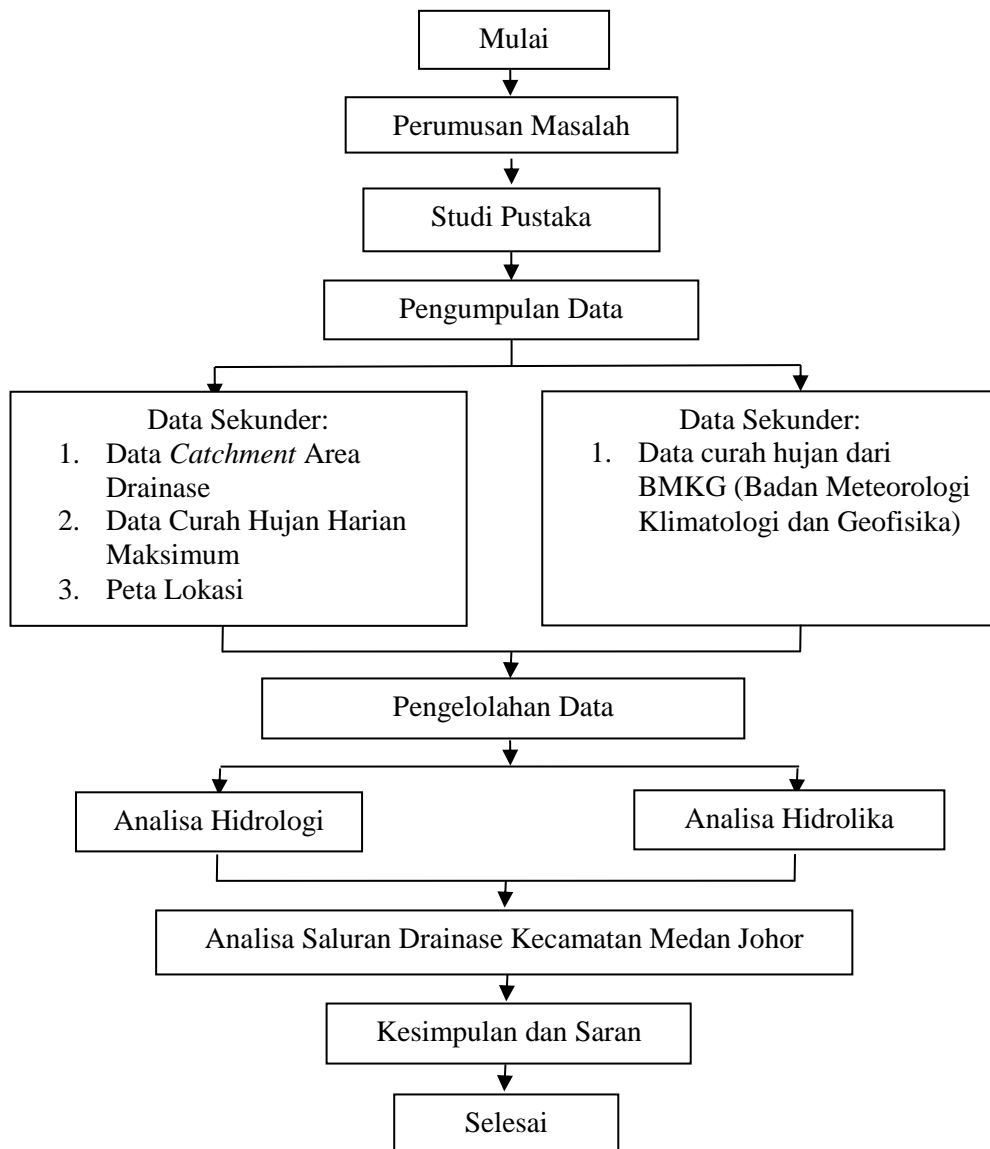 Mulai
Perumusan Masalah
Studi Pustaka
Pengumpulan Data
Data Sekunder:
1. Data Catchment Area
Drainase
2. Data Curah Hujan Harian
Maksimum
3. Peta Lokasi
Data Sekunder:
1. Data curah hujan dari
BMKG (Badan Meteorologi
Klimatologi dan Geofisika)
Pengelolahan Data
Analisa Hidrologi
Analisa Hidrolika
Analisa Saluran Drainase Kecamatan Medan Johor
Kesimpulan dan Saran
Selesai